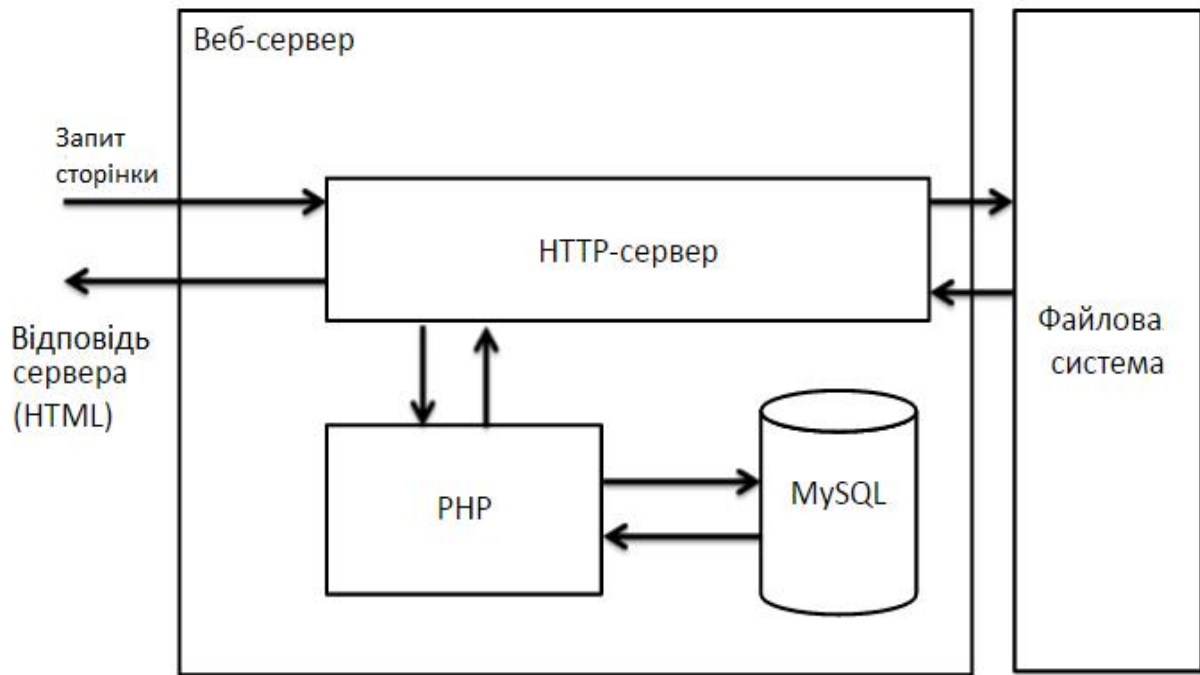 Веб-сервер
Запит
сторінки
HTTP-сервер
Відповідь
сервера
(HTML)
Файлова
система
PHP
MySQL